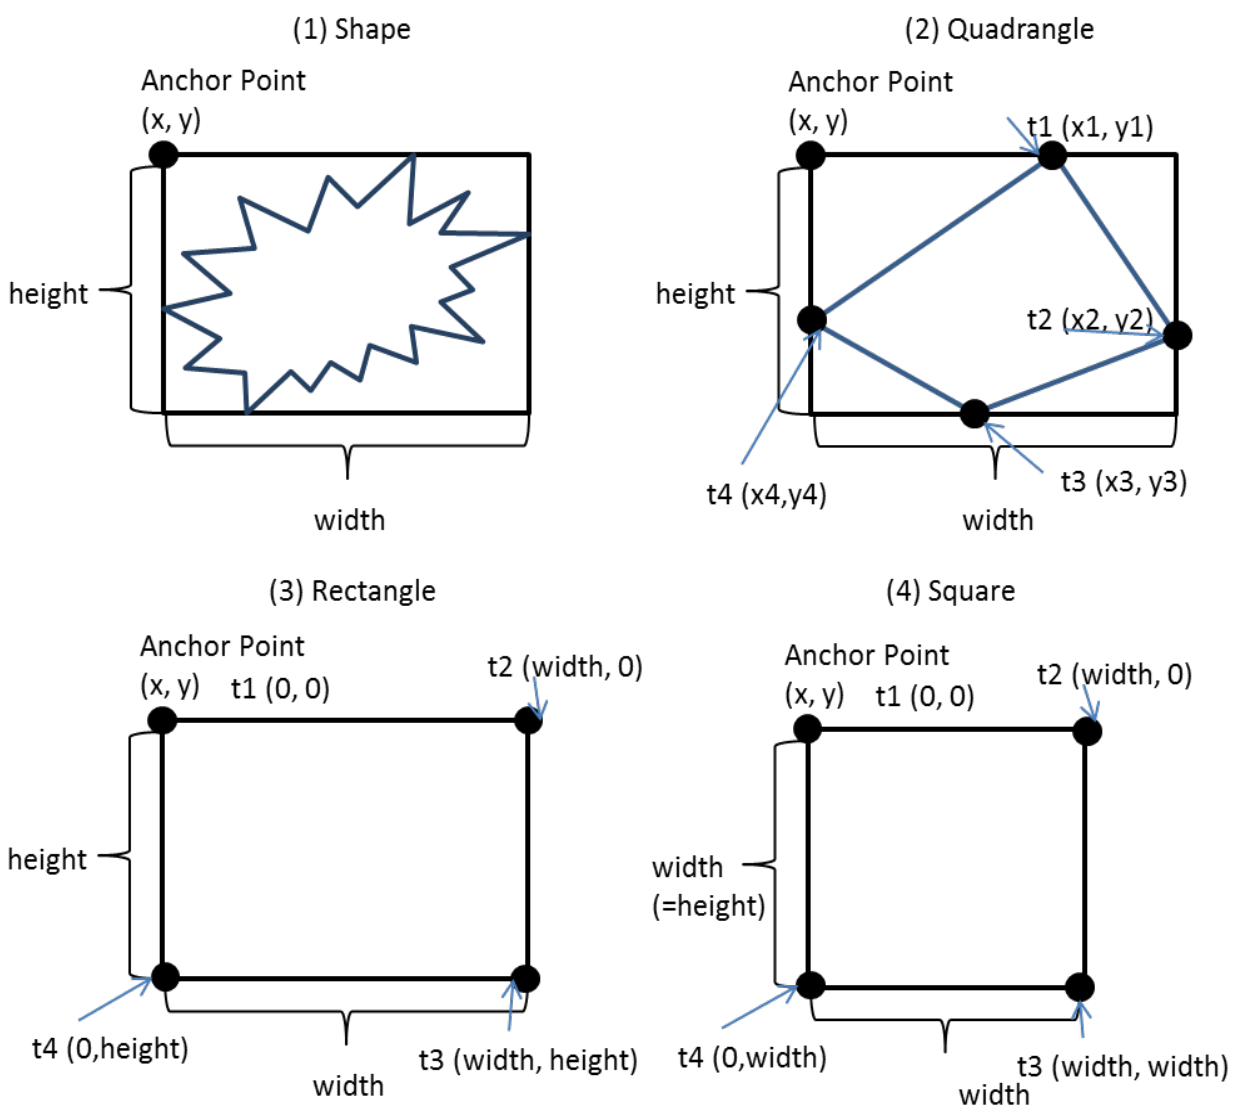 (1) Shape
Anchor Point
(x, y)
height
width
(2) Quadrangle
Anchor Point
(x, y)
t1 (x1, y1)
height
t2 (x2, y2)
t4 (x4,y4)
t3 (x3, y3)
width
(3) Rectangle
Anchor Point
(x, y)
t1 (0, 0)
t2 (width, 0)
height
t4 (0,height)
t3 (width, height)
width
(4) Square
Anchor Point
(x, y)
t1 (0, 0)
t2 (width, 0)
width
(=height)
t4 (0,width)
t3 (width, width)
width